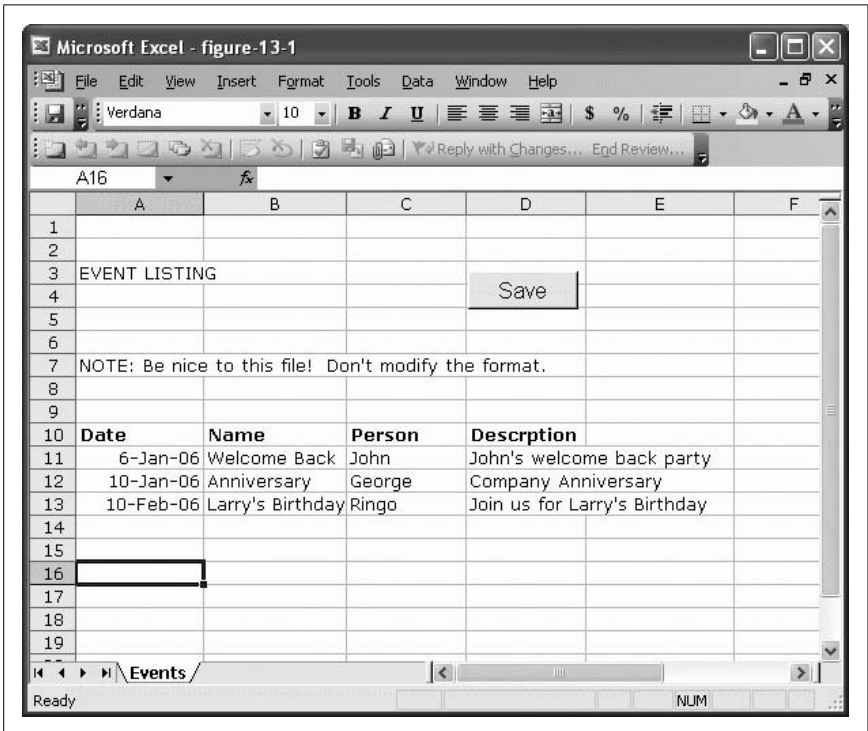 Microsoft Excel - figure-13-1
File Edit View Insert Format Tools Data Window Help
Verdana 10 B I U $ %
Reply with Changes... End Review...
A16 fx
A B C D E F
1
2
3 EVENT LISTING
Save
4
5
6
7 NOTE: Be nice to this file! Don't modify the format.
8
9
10 Date Name Person Descrption
11 6-Jan-06 Welcome Back John John's welcome back party
12 10-Jan-06 Anniversary George Company Anniversary
13 10-Feb-06 Larry's Birthday Ringo Join us for Larry's Birthday
14
15
16
17
18
19
Events
Ready NUM